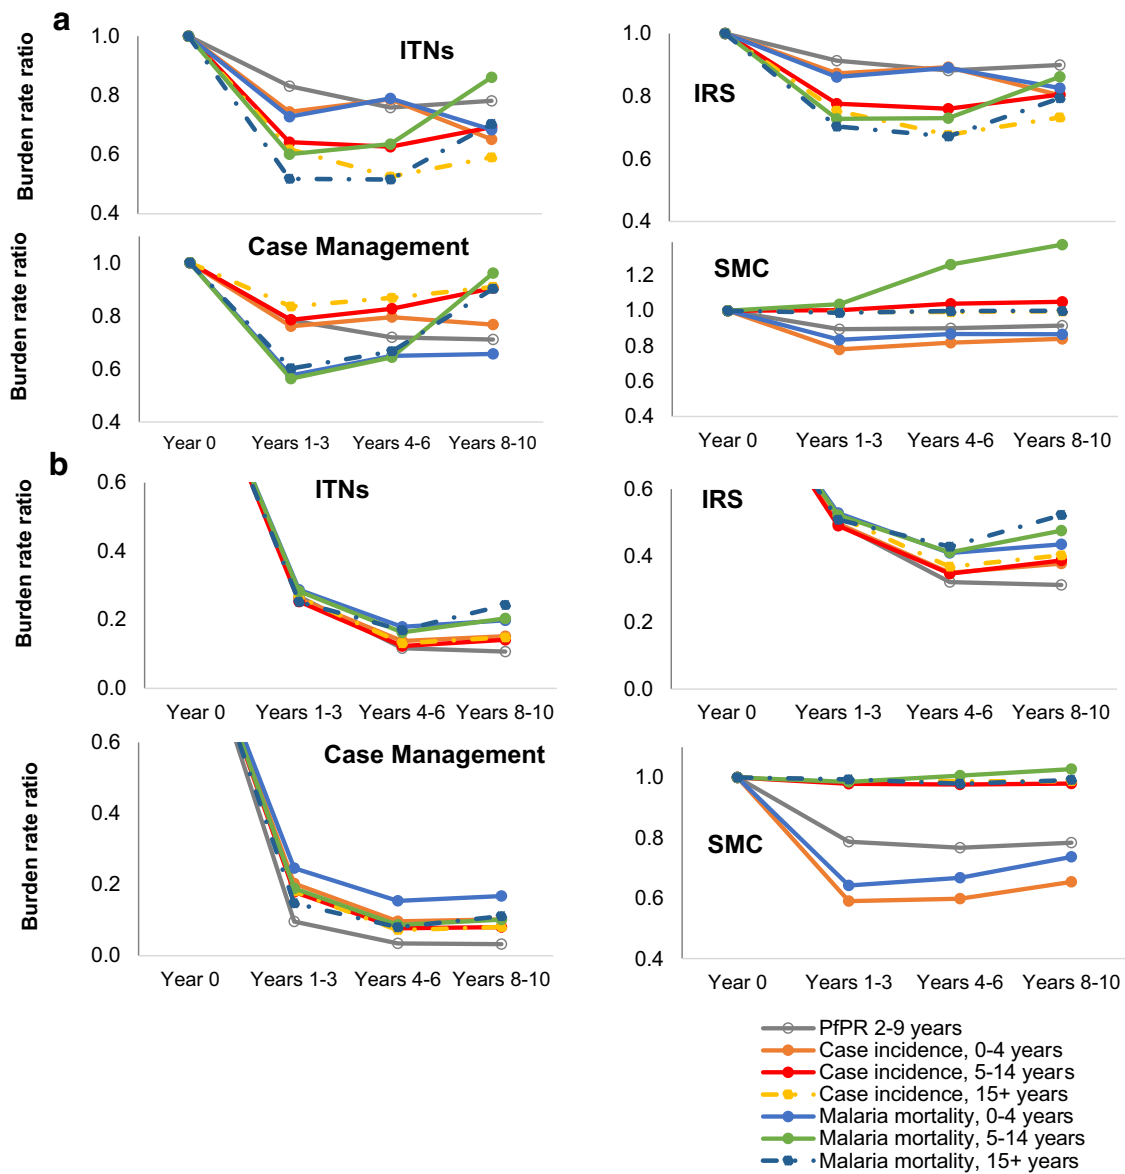 a
ITNs
Burden rate ratio
1.0
0.8
0.6
0.4
IRS
1.0
0.8
0.6
0.4
Case Management
Burden rate ratio
1.0
0.8
0.6
0.4
Year 0 Years 1-3 Years 4-6 Years 8-10
SMC
Burden rate ratio
1.2
1.0
0.8
0.6
0.4
Year 0 Years 1-3 Years 4-6 Years 8-10
b
ITNs
Burden rate ratio
0.6
0.4
0.2
0.0
Year 0 Years 1-3 Years 4-6 Years 8-10
IRS
0.6
0.4
0.2
0.0
Year 0 Years 1-3 Years 4-6 Years 8-10
Case Management
Burden rate ratio
0.6
0.4
0.2
0.0
Year 0 Years 1-3 Years 4-6 Years 8-10
SMC
1.0
0.8
0.6
0.4
Year 0 Years 1-3 Years 4-6 Years 8-10
PfPR 2-9 years
Case incidence, 0-4 years
Case incidence, 5-14 years
Case incidence, 15+ years
Malaria mortality, 0-4 years
Malaria mortality, 5-14 years
Malaria mortality, 15+ years